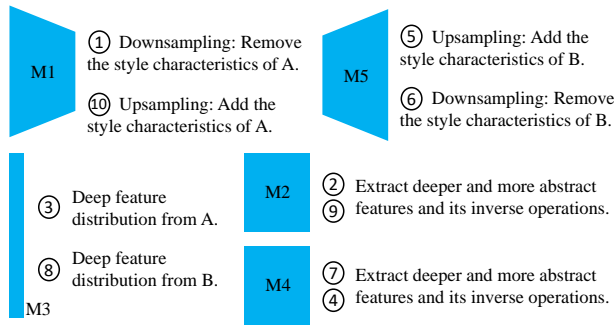 M1
① Downsampling: Remove
the style characteristics of A.
⑩ Upsampling: Add the
style characteristics of A.
M5
⑤ Upsampling: Add the
style characteristics of B.
⑥ Downsampling: Remove
the style characteristics of B.
③ Deep feature
distribution from A.
⑧ Deep feature
distribution from B.
M3
M2
② Extract deeper and more abstract
⑨ features and its inverse operations.
M4
⑦ Extract deeper and more abstract
④ features and its inverse operations.